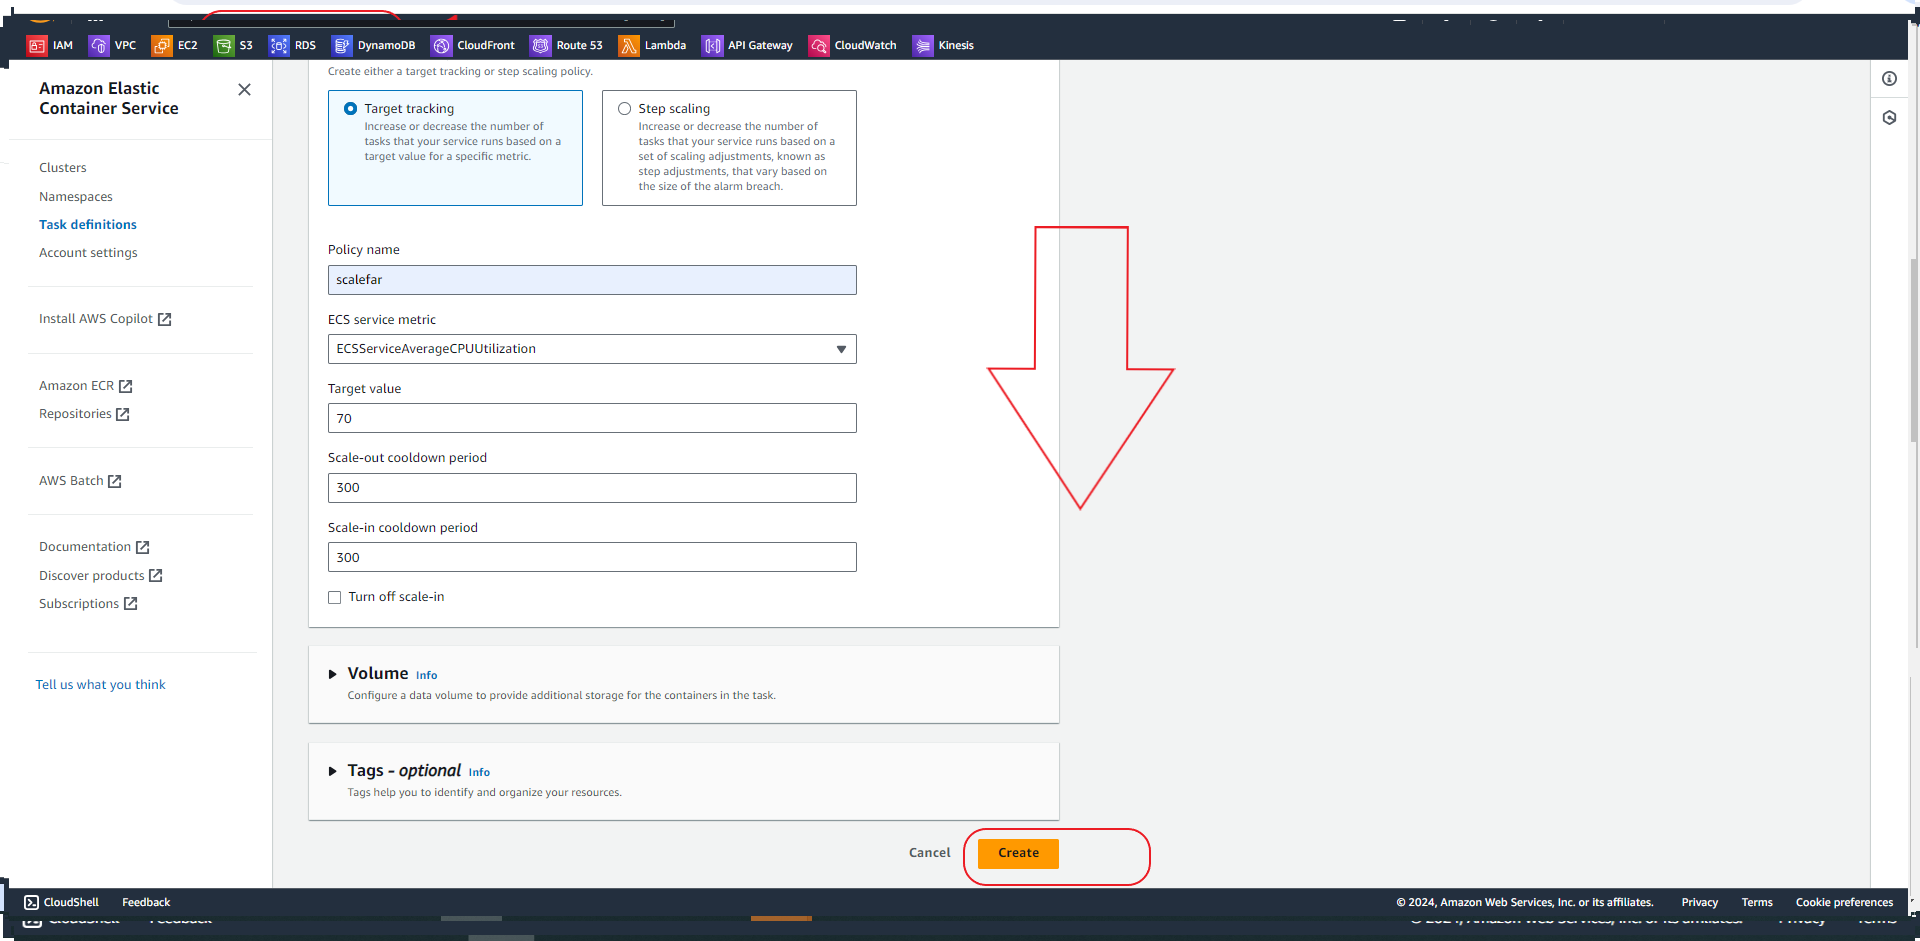 IAM VPC EC2 S3 RDS DynamoDB CloudFront Route 53 Lambda API Gateway CloudWatch Kinesis
Amazon Elastic
Container Service
Clusters
Namespaces
Task definitions
Account settings
Install AWS Copilot
Amazon ECR
Repositories
AWS Batch
Documentation
Discover products
Subscriptions
Tell us what you think
Create either a target tracking or step scaling policy.
Target tracking
Increase or decrease the number of
tasks that your service runs based on a
target value for a specific metric.
Step scaling
Increase or decrease the number of
tasks that your service runs based on a
set of scaling adjustments, known as
step adjustments, that vary based on
the size of the alarm breach.
Policy name
scalefar
ECS service metric
ECSServiceAverageCPUUtilization
Target value
70
Scale-out cooldown period
300
Scale-in cooldown period
300
Turn off scale-in
Volume Info
Configure a data volume to provide additional storage for the containers in the task.
Tags - optional Info
Tags help you to identify and organize your resources.
Cancel Create
CloudShell Feedback © 2024, Amazon Web Services, Inc. or its affiliates. Privacy Terms Cookie preferences